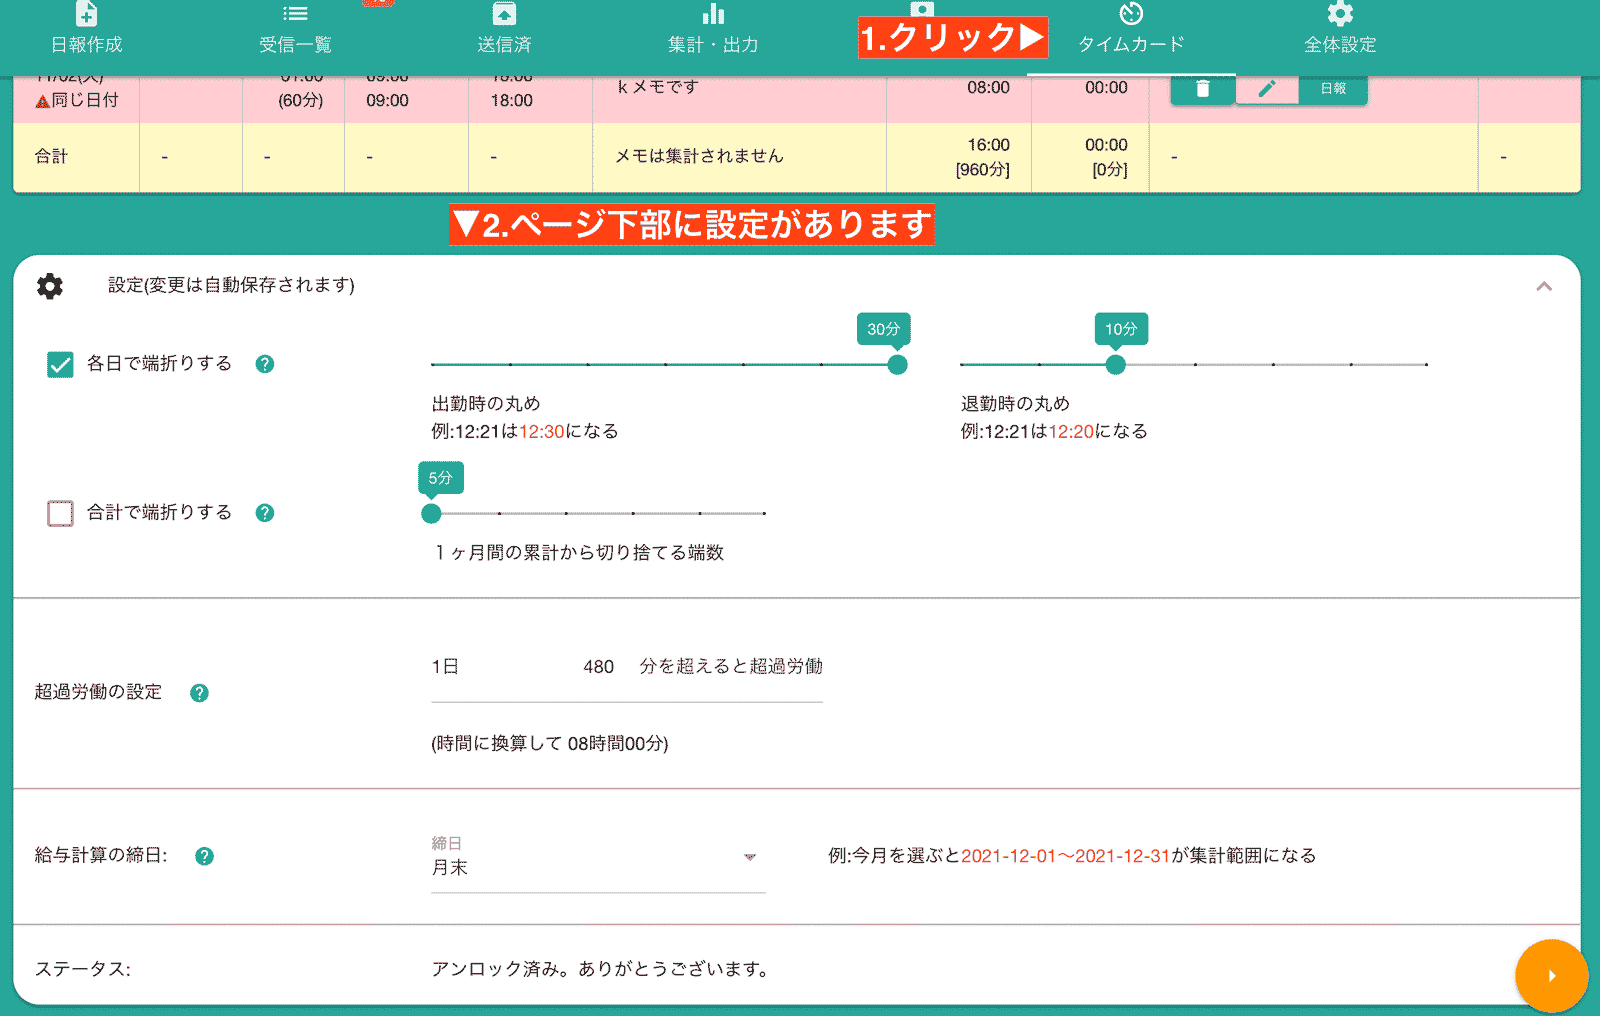 日報作成
受信一覧
送信済
集計・出力
1.クリック▶
タイムカード
全体設定
11/02(火) 01:00 09:00 18:00 kメモです 08:00 00:00 日報
▲同じ日付 (60分) 09:00 18:00
合計 - - - - メモは集計されません 16:00 00:00 - -
[960分] [0分]
▼2.ページ下部に設定があります
設定(変更は自動保存されます)
30分 10分
各日で端折りする ?
出勤時の丸め 退勤時の丸め
例:12:21は12:30になる 例:12:21は12:20になる
5分
合計で端折りする ?
1ヶ月間の累計から切り捨てる端数
1日 480 分を超えると超過労働
超過労働の設定 ?
(時間に換算して 08時間00分)
締日
給与計算の締日: ? 月末 例:今月を選ぶと2021-12-01〜2021-12-31が集計範囲になる
ステータス: アンロック済み。ありがとうございます。